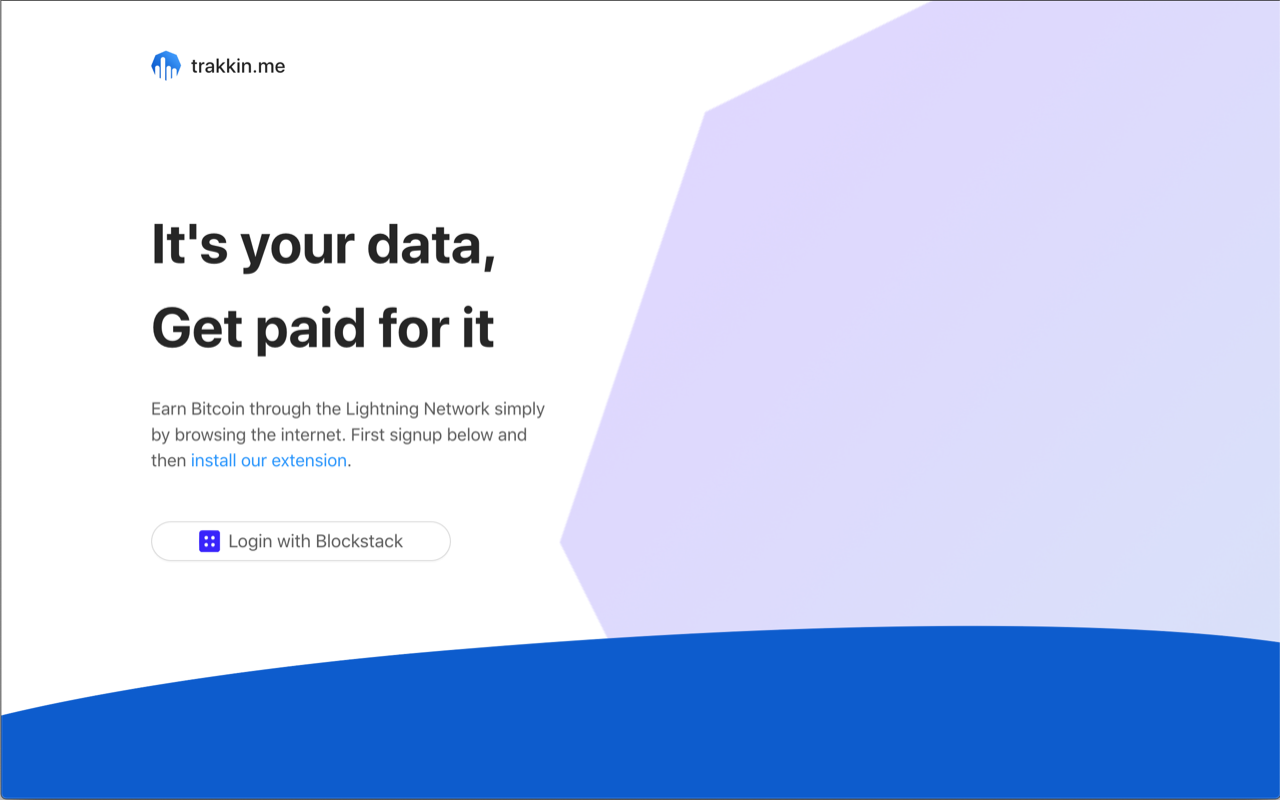 trakkin.me
It's your data,
Get paid for it
Earn Bitcoin through the Lightning Network simply
by browsing the internet. First signup below and
then install our extension.
Login with Blockstack